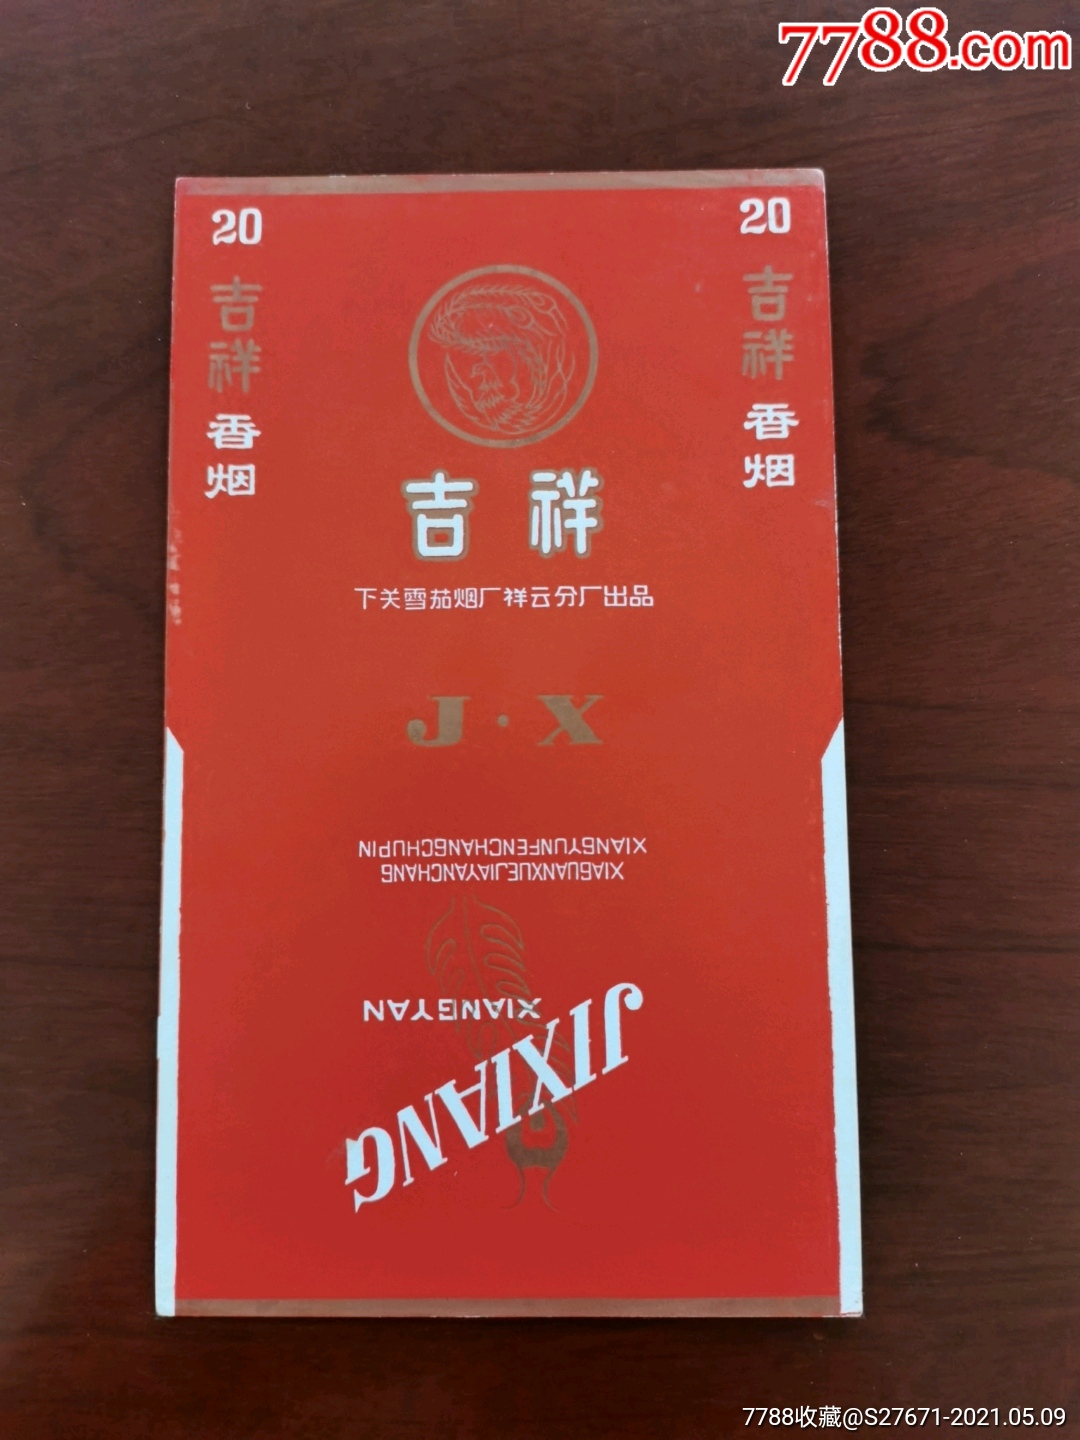 7788.com
20
吉祥
香烟
20
吉祥
香烟
吉祥
下关雪茄烟厂祥云分厂出品
J·X
JIXIANG
XIANGYAN
XIAGUANXUEJIAYANCHANG
XIANGYUNFENCHANGCHUPIN
7788收藏@S27671-2021.05.09